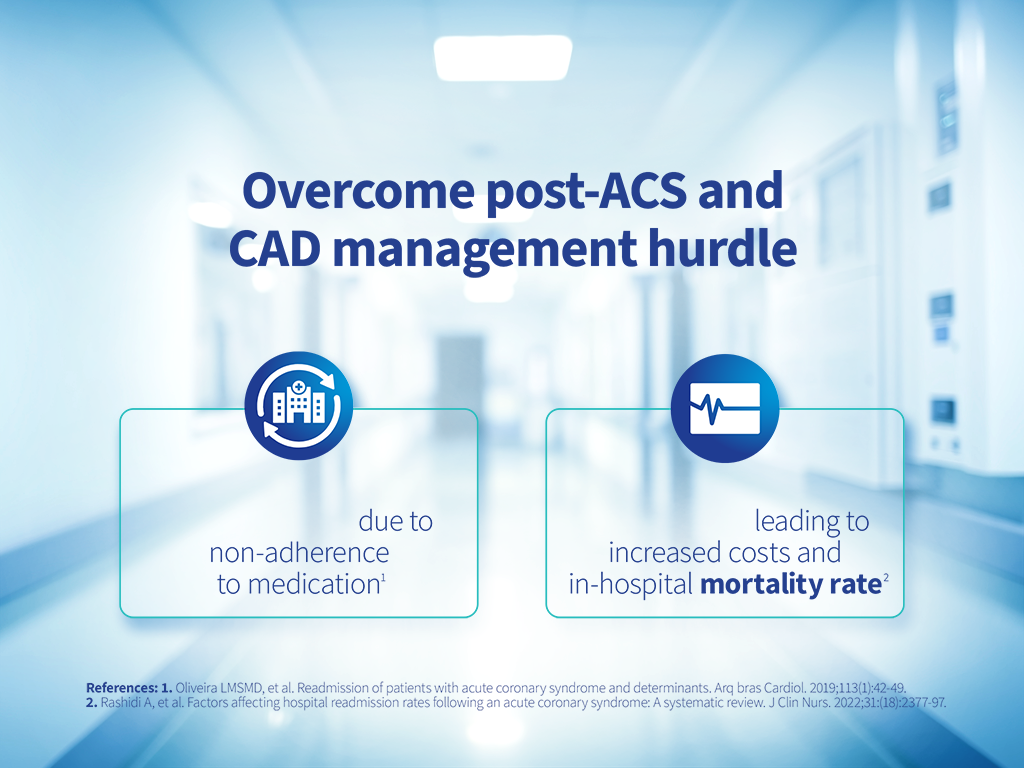 Overcome post-ACS and
CAD management hurdle
due to
non-adherence
to medication¹
leading to
increased costs and
in-hospital mortality rate²
References: 1. Oliveira LMSMD, et al. Readmission of patients with acute coronary syndrome and determinants. Arq bras Cardiol. 2019;113(1):42-49.
2. Rashidi A, et al. Factors affecting hospital readmission rates following an acute coronary syndrome: A systematic review. J Clin Nurs. 2022;31:(18):2377-97.